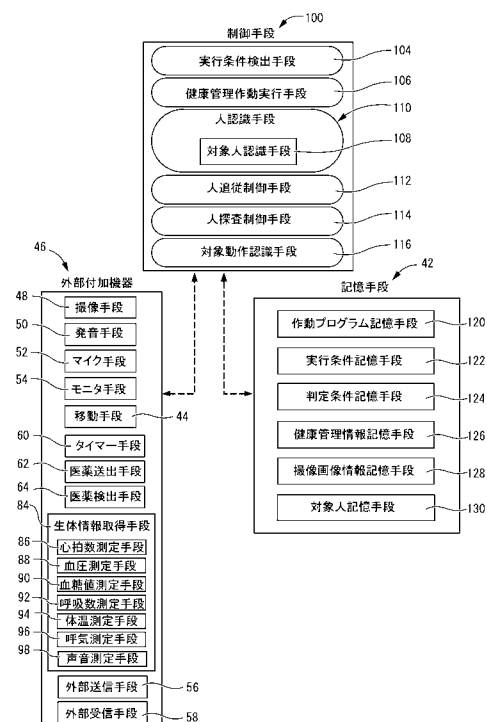 制御手段
100
実行条件検出手段
104
健康管理作動実行手段
106
人認識手段
110
対象人認識手段
108
人追従制御手段
112
人探査制御手段
114
対象動作認識手段
116
46
外部付加機器
48
撮像手段
50
発音手段
52
マイク手段
54
モニタ手段
移動手段
44
60
タイマー手段
62
医薬送出手段
64
医薬検出手段
84
生体情報取得手段
86
心拍数測定手段
88
血圧測定手段
90
血糖値測定手段
92
呼吸数測定手段
94
体温測定手段
96
呼気測定手段
98
声音測定手段
外部送信手段
56
外部受信手段
58
記憶手段
42
作動プログラム記憶手段
120
実行条件記憶手段
122
判定条件記憶手段
124
健康管理情報記憶手段
126
撮像画像情報記憶手段
128
対象人記憶手段
130